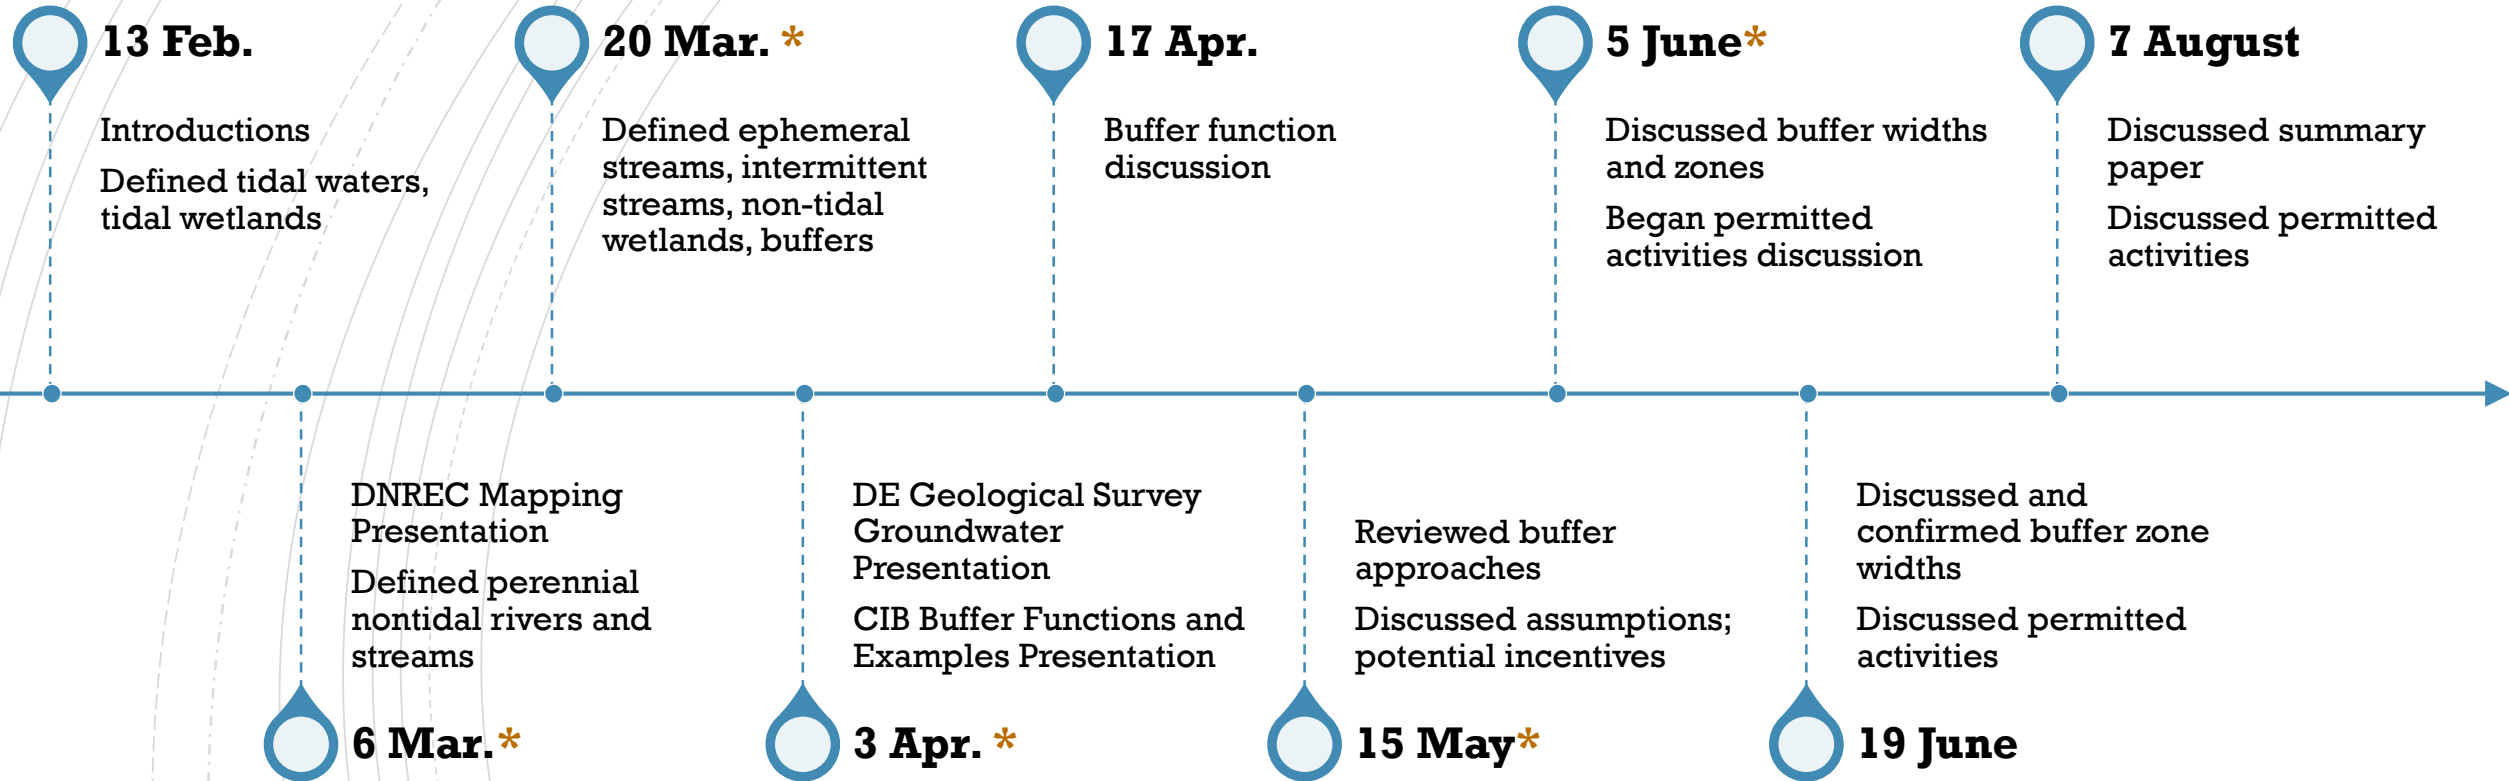 13 Feb.
Introductions
Defined tidal waters,
tidal wetlands
20 Mar. *
Defined ephemeral
streams, intermittent
streams, non-tidal
wetlands, buffers
17 Apr.
Buffer function
discussion
5 June*
Discussed buffer widths
and zones
Began permitted
activities discussion
7 August
Discussed summary
paper
Discussed permitted
activities
DNREC Mapping
Presentation
Defined perennial
nontidal rivers and
streams
6 Mar.*
DE Geological Survey
Groundwater
Presentation
CIB Buffer Functions and
Examples Presentation
3 Apr. *
Reviewed buffer
approaches
Discussed assumptions;
potential incentives
15 May*
Discussed and
confirmed buffer zone
widths
Discussed permitted
activities
19 June